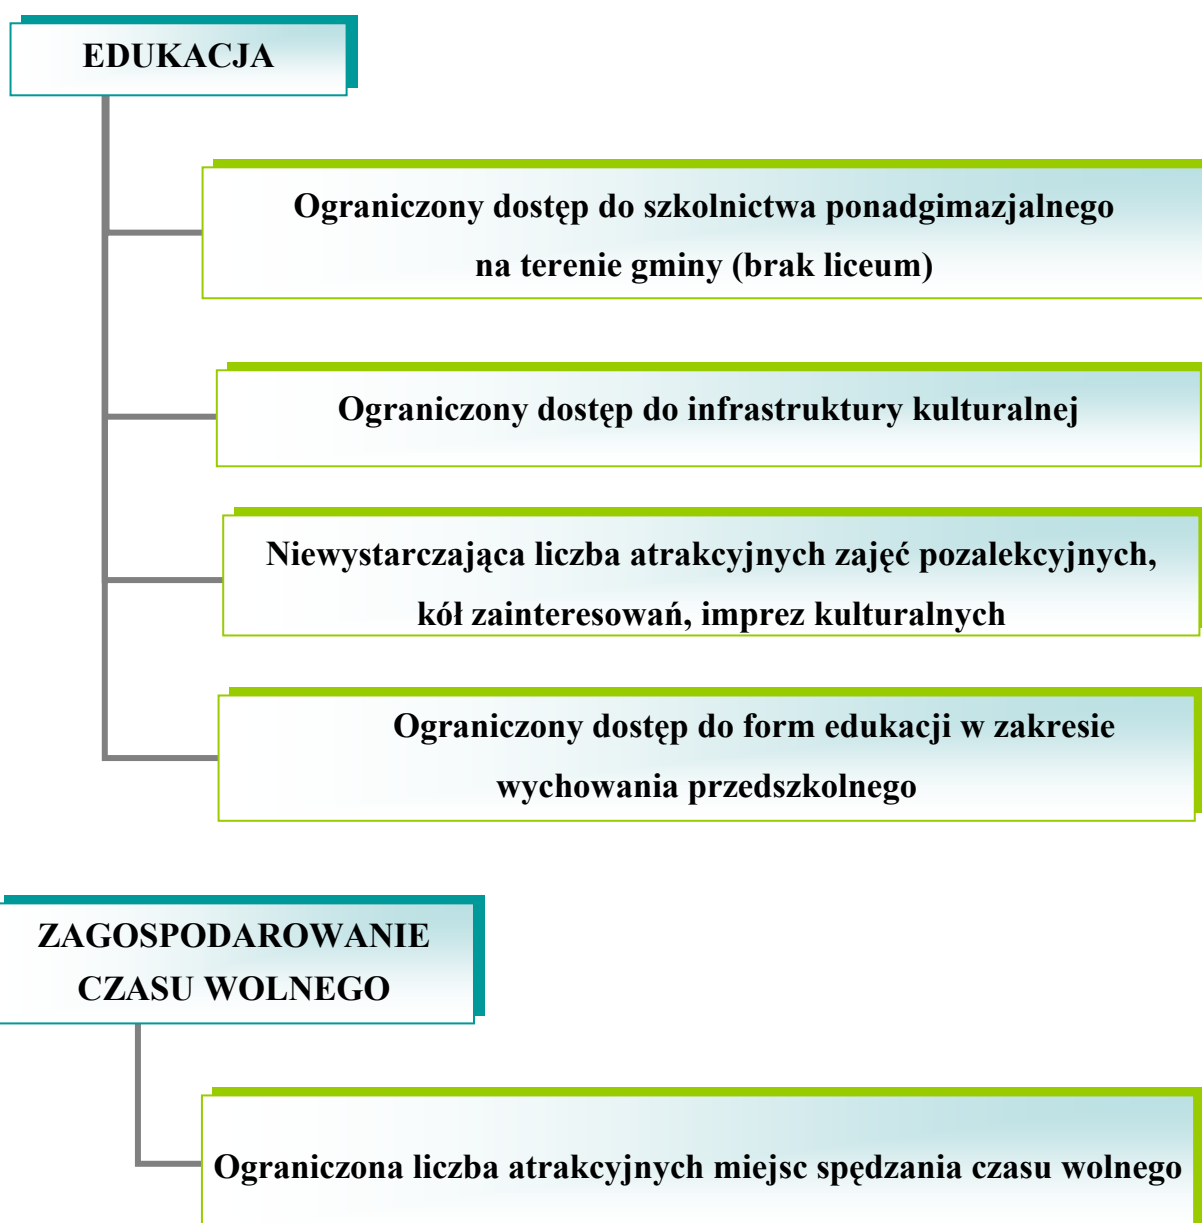 EDUKACJA
Ograniczony dostęp do szkolnictwa ponadgimazjalnego
na terenie gminy (brak liceum)
Ograniczony dostęp do infrastruktury kulturalnej
Niewystarczająca liczba atrakcyjnych zajęć pozalekcyjnych,
kół zainteresowań, imprez kulturalnych
Ograniczony dostęp do form edukacji w zakresie
wychowania przedszkolnego
ZAGOSPODAROWANIE
CZASU WOLNEGO
Ograniczona liczba atrakcyjnych miejsc spędzania czasu wolnego